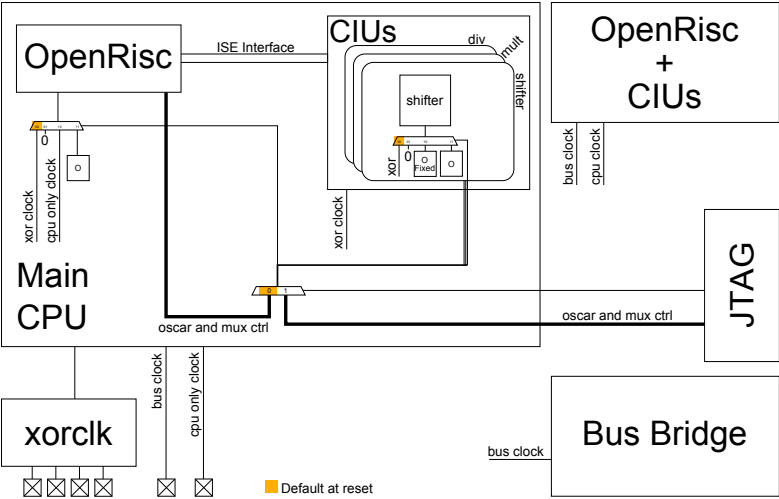 OpenRisc
ISE Interface
CIUs
div
mult
shifter
shifter
0
xor
O
Fixed
O
OpenRisc
+
CIUs
bus clock
cpu clock
0
O
xor clock
cpu only clock
xor clock
Main
CPU
0
1
oscar and mux ctrl
oscar and mux ctrl
JTAG
xorclk
bus clock
cpu only clock
bus clock
Bus Bridge
Default at reset